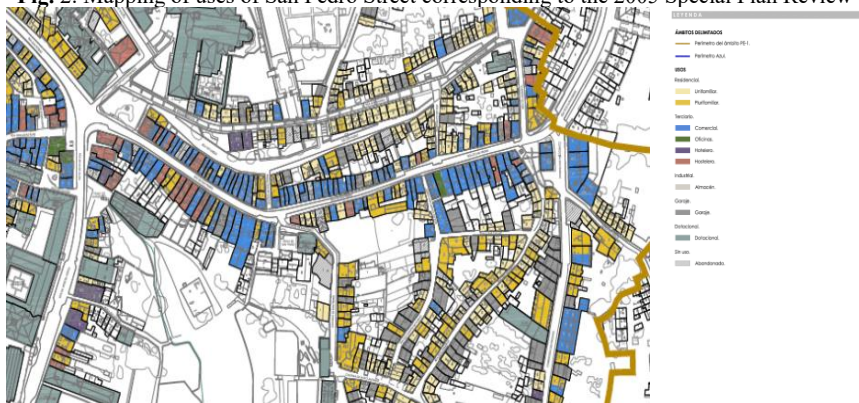 Fig. 2. Mapping of uses of San Pedro Street corresponding to the 2005 Special Plan Review
LEYENDA
ÁMBITOS DELIMITADOS
Perímetro del ámbito PE-1.
Perímetro Azul.
USOS
Residencial.
Unifamiliar.
Plurifamiliar.
Terciario.
Comercial.
Oficinas.
Hotelero.
Hostelero.
Industrial.
Almacén.
Garaje.
Garaje.
Dotacional.
Dotacional.
Sin uso.
Abandonado.